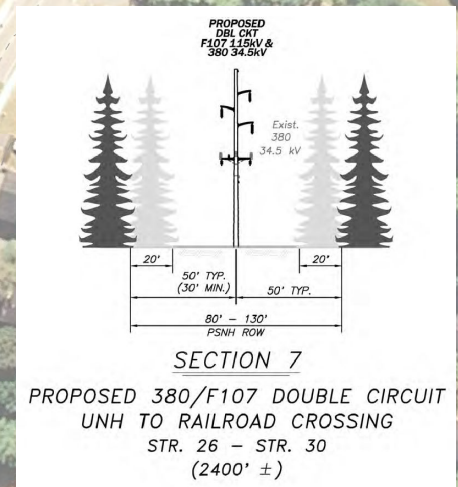 PROPOSED
DBL CKT
F107 115kV &
380 34.5kV
Exist.
380
34.5 kV
20'
20'
50' TYP.
(30' MIN.)
50' TYP.
80' - 130'
PSNH ROW
SECTION 7
PROPOSED 380/F107 DOUBLE CIRCUIT
UNH TO RAILROAD CROSSING
STR. 26 - STR. 30
(2400' ±)